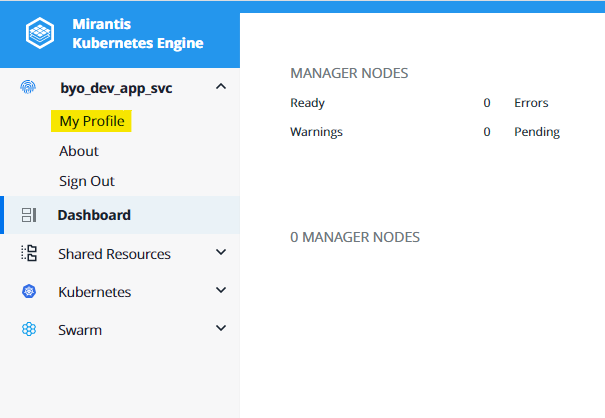 Mirantis
Kubernetes Engine
byo_dev_app_svc
My Profile
About
Sign Out
Dashboard
Shared Resources
Kubernetes
Swarm
MANAGER NODES
Ready 0 Errors
Warnings 0 Pending
0 MANAGER NODES